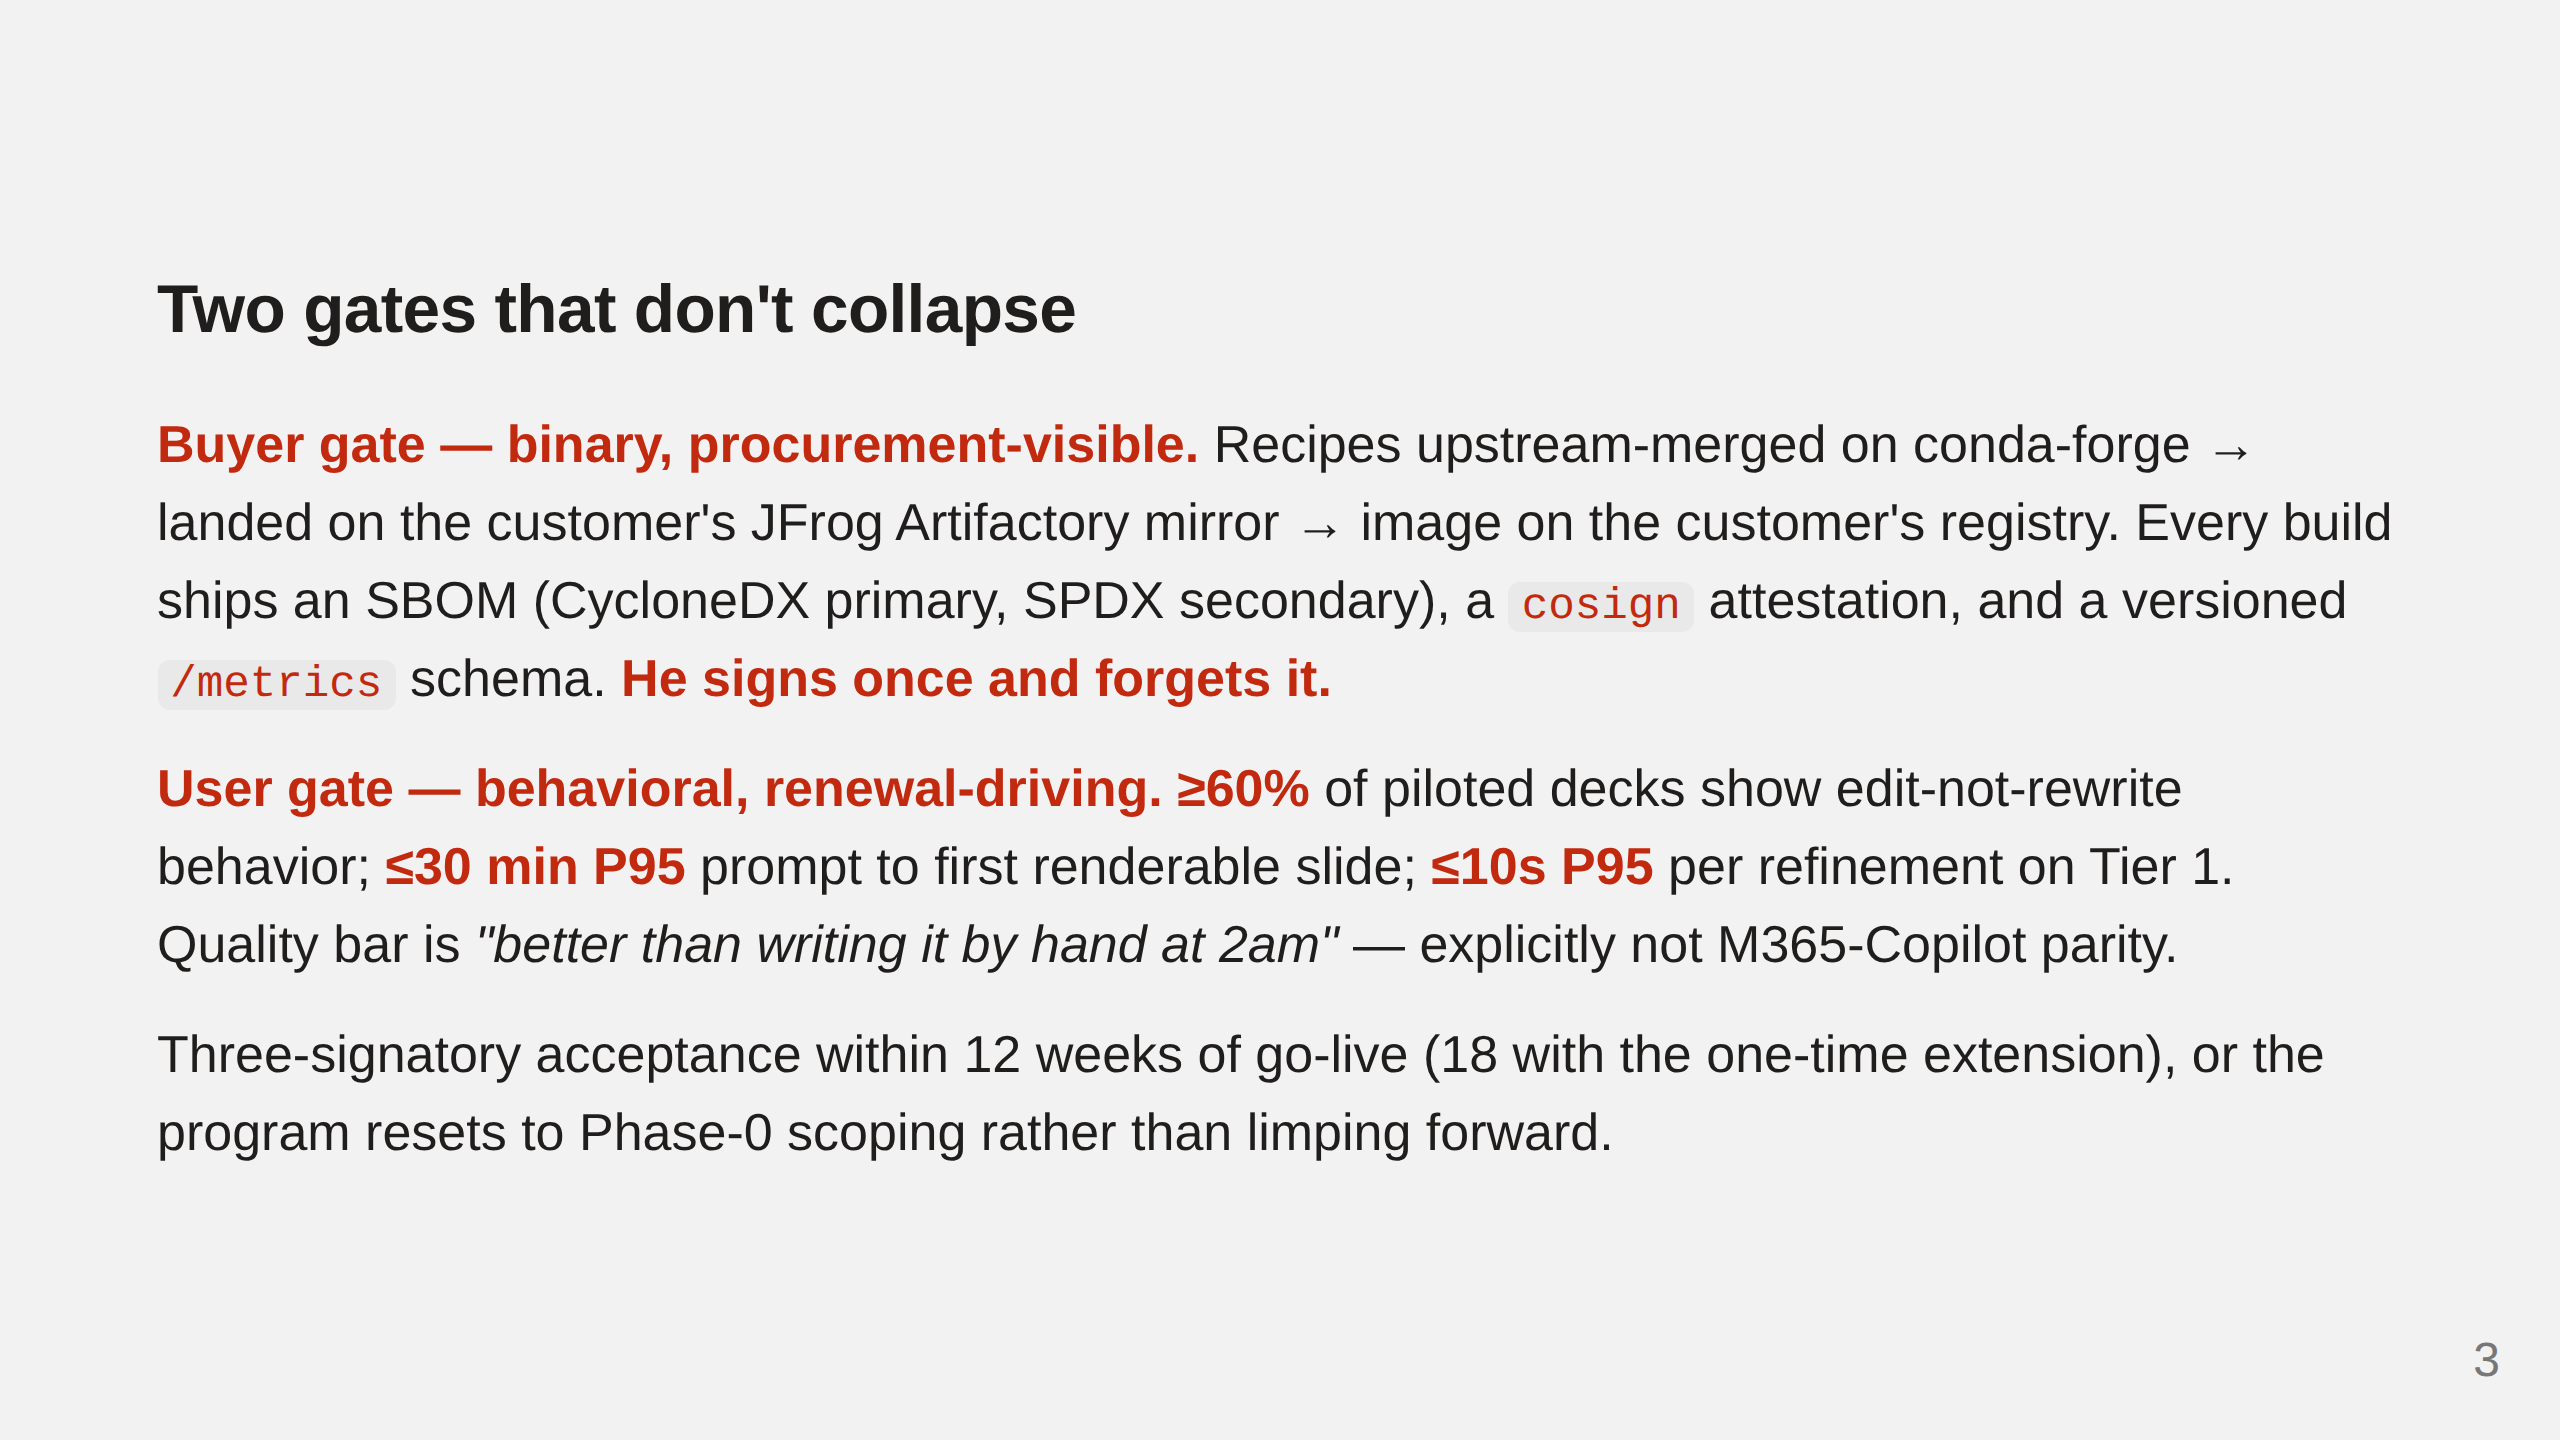 Two gates that don't collapse
Buyer gate — binary, procurement-visible. Recipes upstream-merged on conda-forge →
landed on the customer's JFrog Artifactory mirror → image on the customer's registry. Every build
ships an SBOM (CycloneDX primary, SPDX secondary), a cosign attestation, and a versioned
/metrics schema. He signs once and forgets it.
User gate — behavioral, renewal-driving. ≥60% of piloted decks show edit-not-rewrite
behavior; ≤30 min P95 prompt to first renderable slide; ≤10s P95 per refinement on Tier 1.
Quality bar is "better than writing it by hand at 2am" — explicitly not M365-Copilot parity.
Three-signatory acceptance within 12 weeks of go-live (18 with the one-time extension), or the
program resets to Phase-0 scoping rather than limping forward.
3